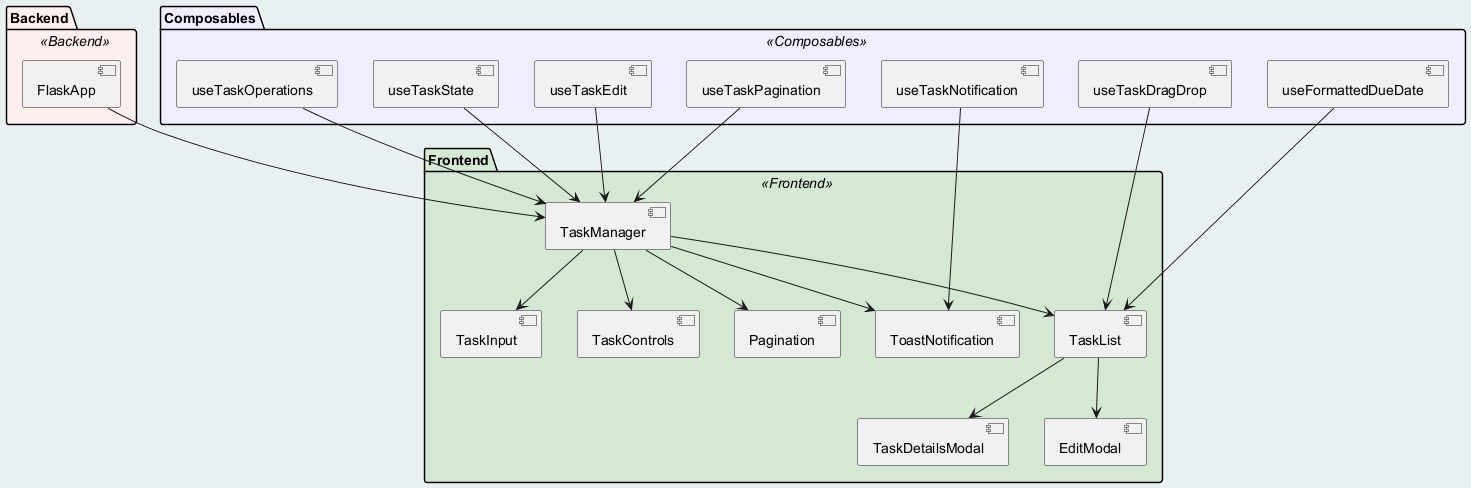 Backend
Composables
«Backend»
«Composables»
FlaskApp
useTaskOperations
useTaskState
useTaskEdit
useTaskPagination
useTaskNotification
useTaskDragDrop
useFormattedDueDate
Frontend
«Frontend»
TaskManager
TaskInput
TaskControls
Pagination
ToastNotification
TaskList
TaskDetailsModal
EditModal